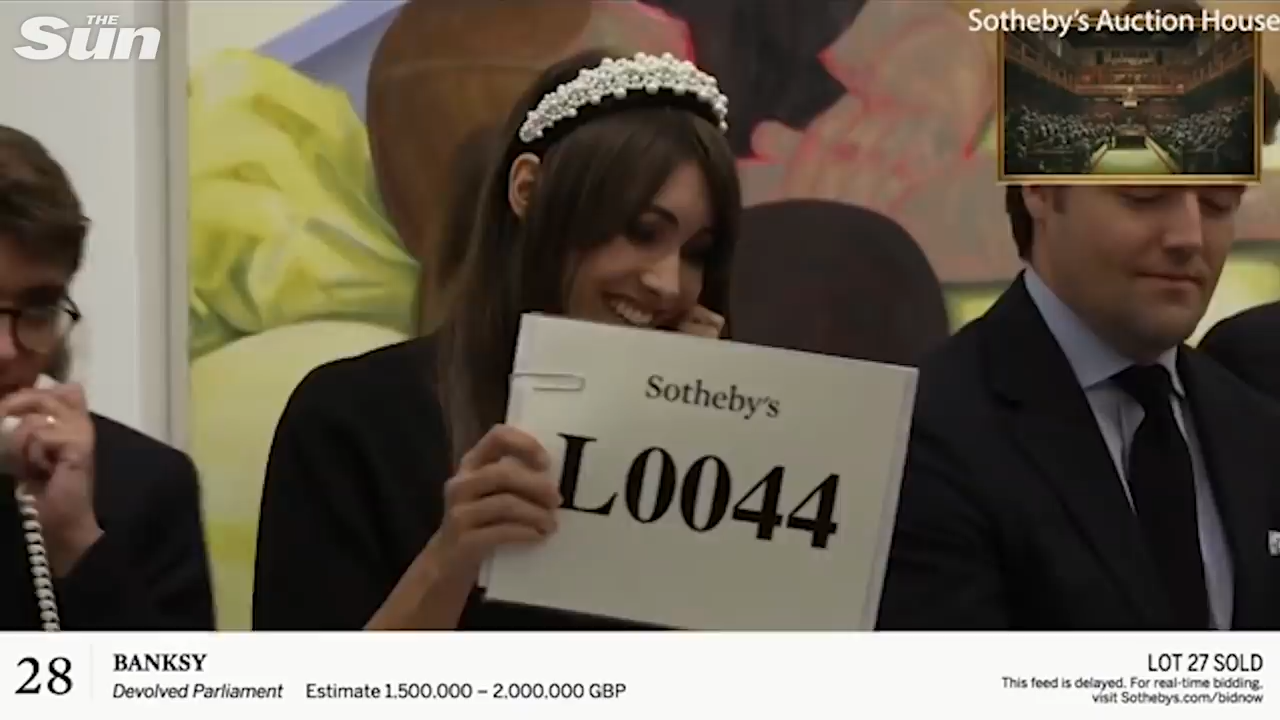 THE
Sun
Sotheby's Auction House
Sotheby's
L0044
28
BANKSY
Devolved Parliament Estimate 1,500,000 – 2,000,000 GBP
LOT 27 SOLD
This feed is delayed. For real-time bidding,
visit Sothebys.com/bidnow